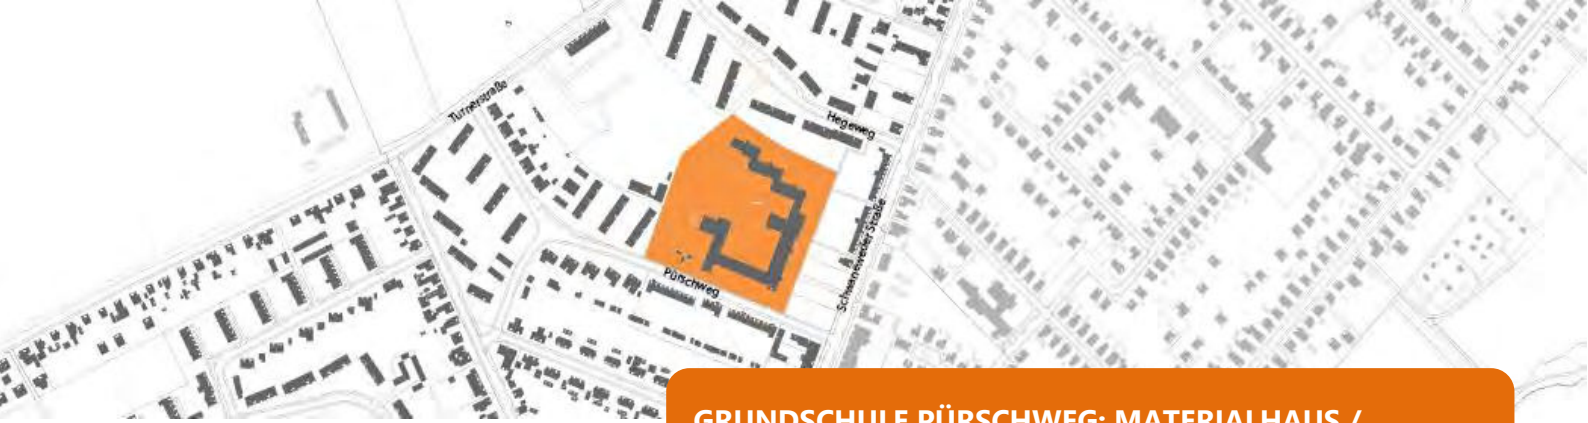 Turnerstraße
Hegeweg
Schwaneweder Straße
Pürschweg
GRUNDSCHULE PÜRSCHWEG: MATERIALHAUS /